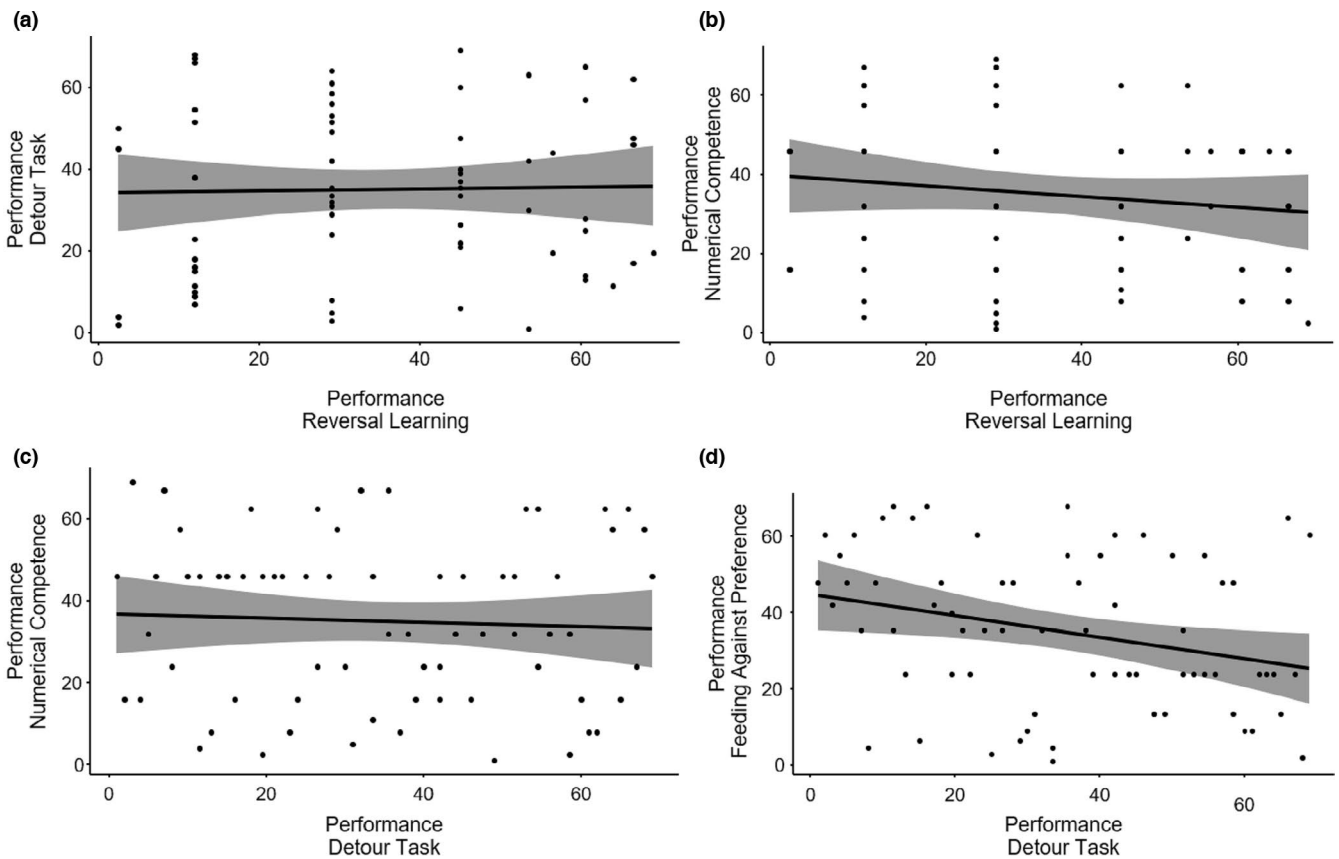 (a)
Performance
Detour Task
60
40
20
0
0 20 40 60
Performance
Reversal Learning
(b)
Performance
Numerical Competence
60
40
20
0
0 20 40 60
Performance
Reversal Learning
(c)
Performance
Numerical Competence
60
40
20
0
0 20 40 60
Performance
Detour Task
(d)
Performance
Feeding Against Preference
60
40
20
0
0 20 40 60
Performance
Detour Task